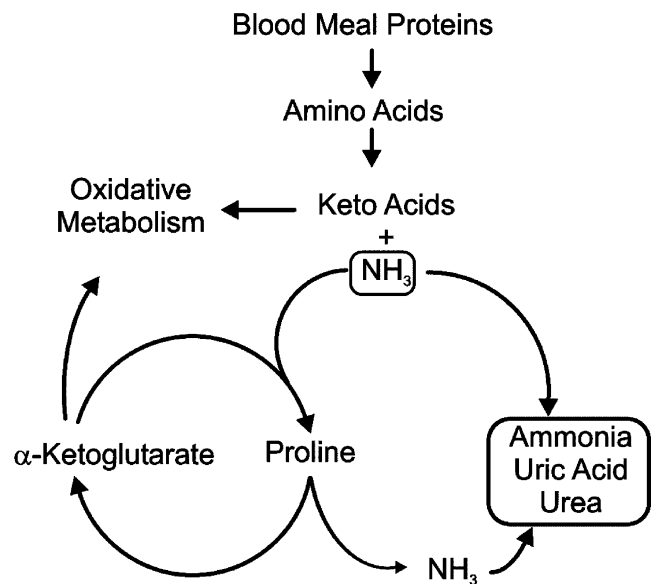 Blood Meal Proteins
Amino Acids
Oxidative
Metabolism
Keto Acids
+
NH₃
α-Ketoglutarate
Proline
Ammonia
Uric Acid
Urea
NH₃